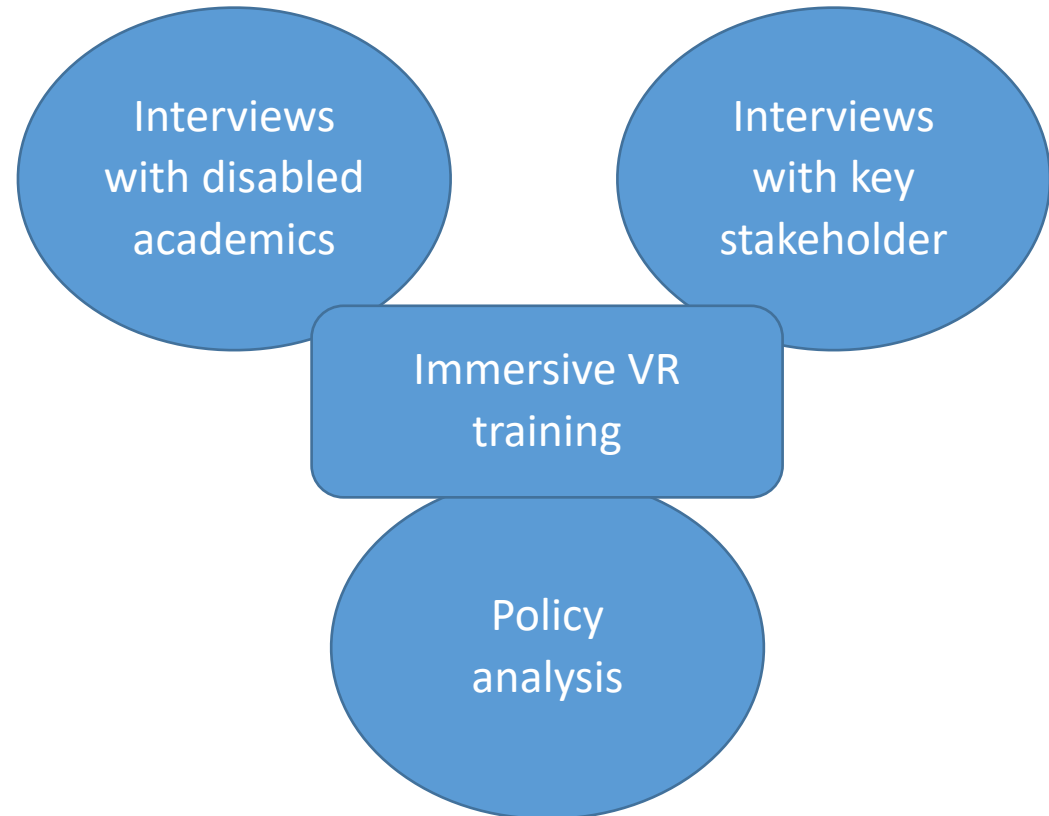 Interviews
with disabled
academics
Interviews
with key
stakeholder
Immersive VR
training
Policy
analysis